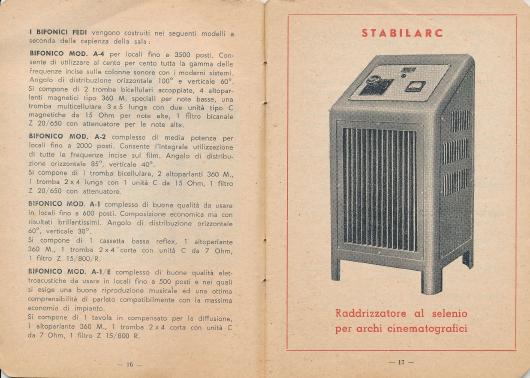 I BIFONICI FEDI vengono costruiti nei seguenti modelli a
seconda della capienza della sala:
BIFONICO MOD. A-4 per locali fino a 3500 posti. Con-
sente di utilizzare al cento per cento tutta la gamma delle
frequenze incise sulle colonne sonore con i moderni sistemi.
Angolo di distribuzione orizzontale 100° e verticale 60°.
Si compone di 2 trombe bicellulari accoppiate, 4 altopar-
lanti magnetici tipo 360 M. speciali per note basse, una
tromba multicellulare 3 x 5 lunga con due unità tipo C
magnetiche da 15 Ohm per note alte, 1 filtro bicanale
Z 20/650 con attenuatore per le note alte.
BIFONICO MOD. A-2 complesso di media potenza per
locali fino a 2000 posti. Consente l'integrale utilizzazione
di tutte le frequenze incise sul film. Angolo di distribu-
zione orizzontale 85°, verticale 40°.
Si compone di 1 tromba bicellulare, 2 altoparlanti 360 M.,
1 tromba 2 x 4 lunga con 1 unità C da 15 Ohm, 1 filtro
Z 20/650 con attenuatore.
BIFONICO MOD. A-1 complesso di buone qualità da usare
in locali fino a 600 posti. Composizione economica ma con
risultati brillantissimi. Angolo di distribuzione orizzontale
60°, verticale 30°.
Si compone di 1 cassetta bassa reflex, 1 altoparlante
360 M., 1 tromba 2 x 4 corta con unità C da 7 Ohm,
1 filtro Z 15/800/R.
BIFONICO MOD. A-1/E complesso di buone qualità elet-
troacustiche da usare in locali fino a 500 posti e nei quali
si esige una buona riproduzione musicale ed una ottima
comprensibilità di parlato compatibilmente con la massima
economia di impianto.
Si compone di 1 tavola in compensato per la diffusione,
1 altoparlante 360 M., 1 tromba 2 x 4 corta con unità C
da 7 Ohm, 1 filtro Z 15/800 R.
— 16 —
STABILARC
Raddrizzatore al selenio
per archi cinematografici
— 17 —